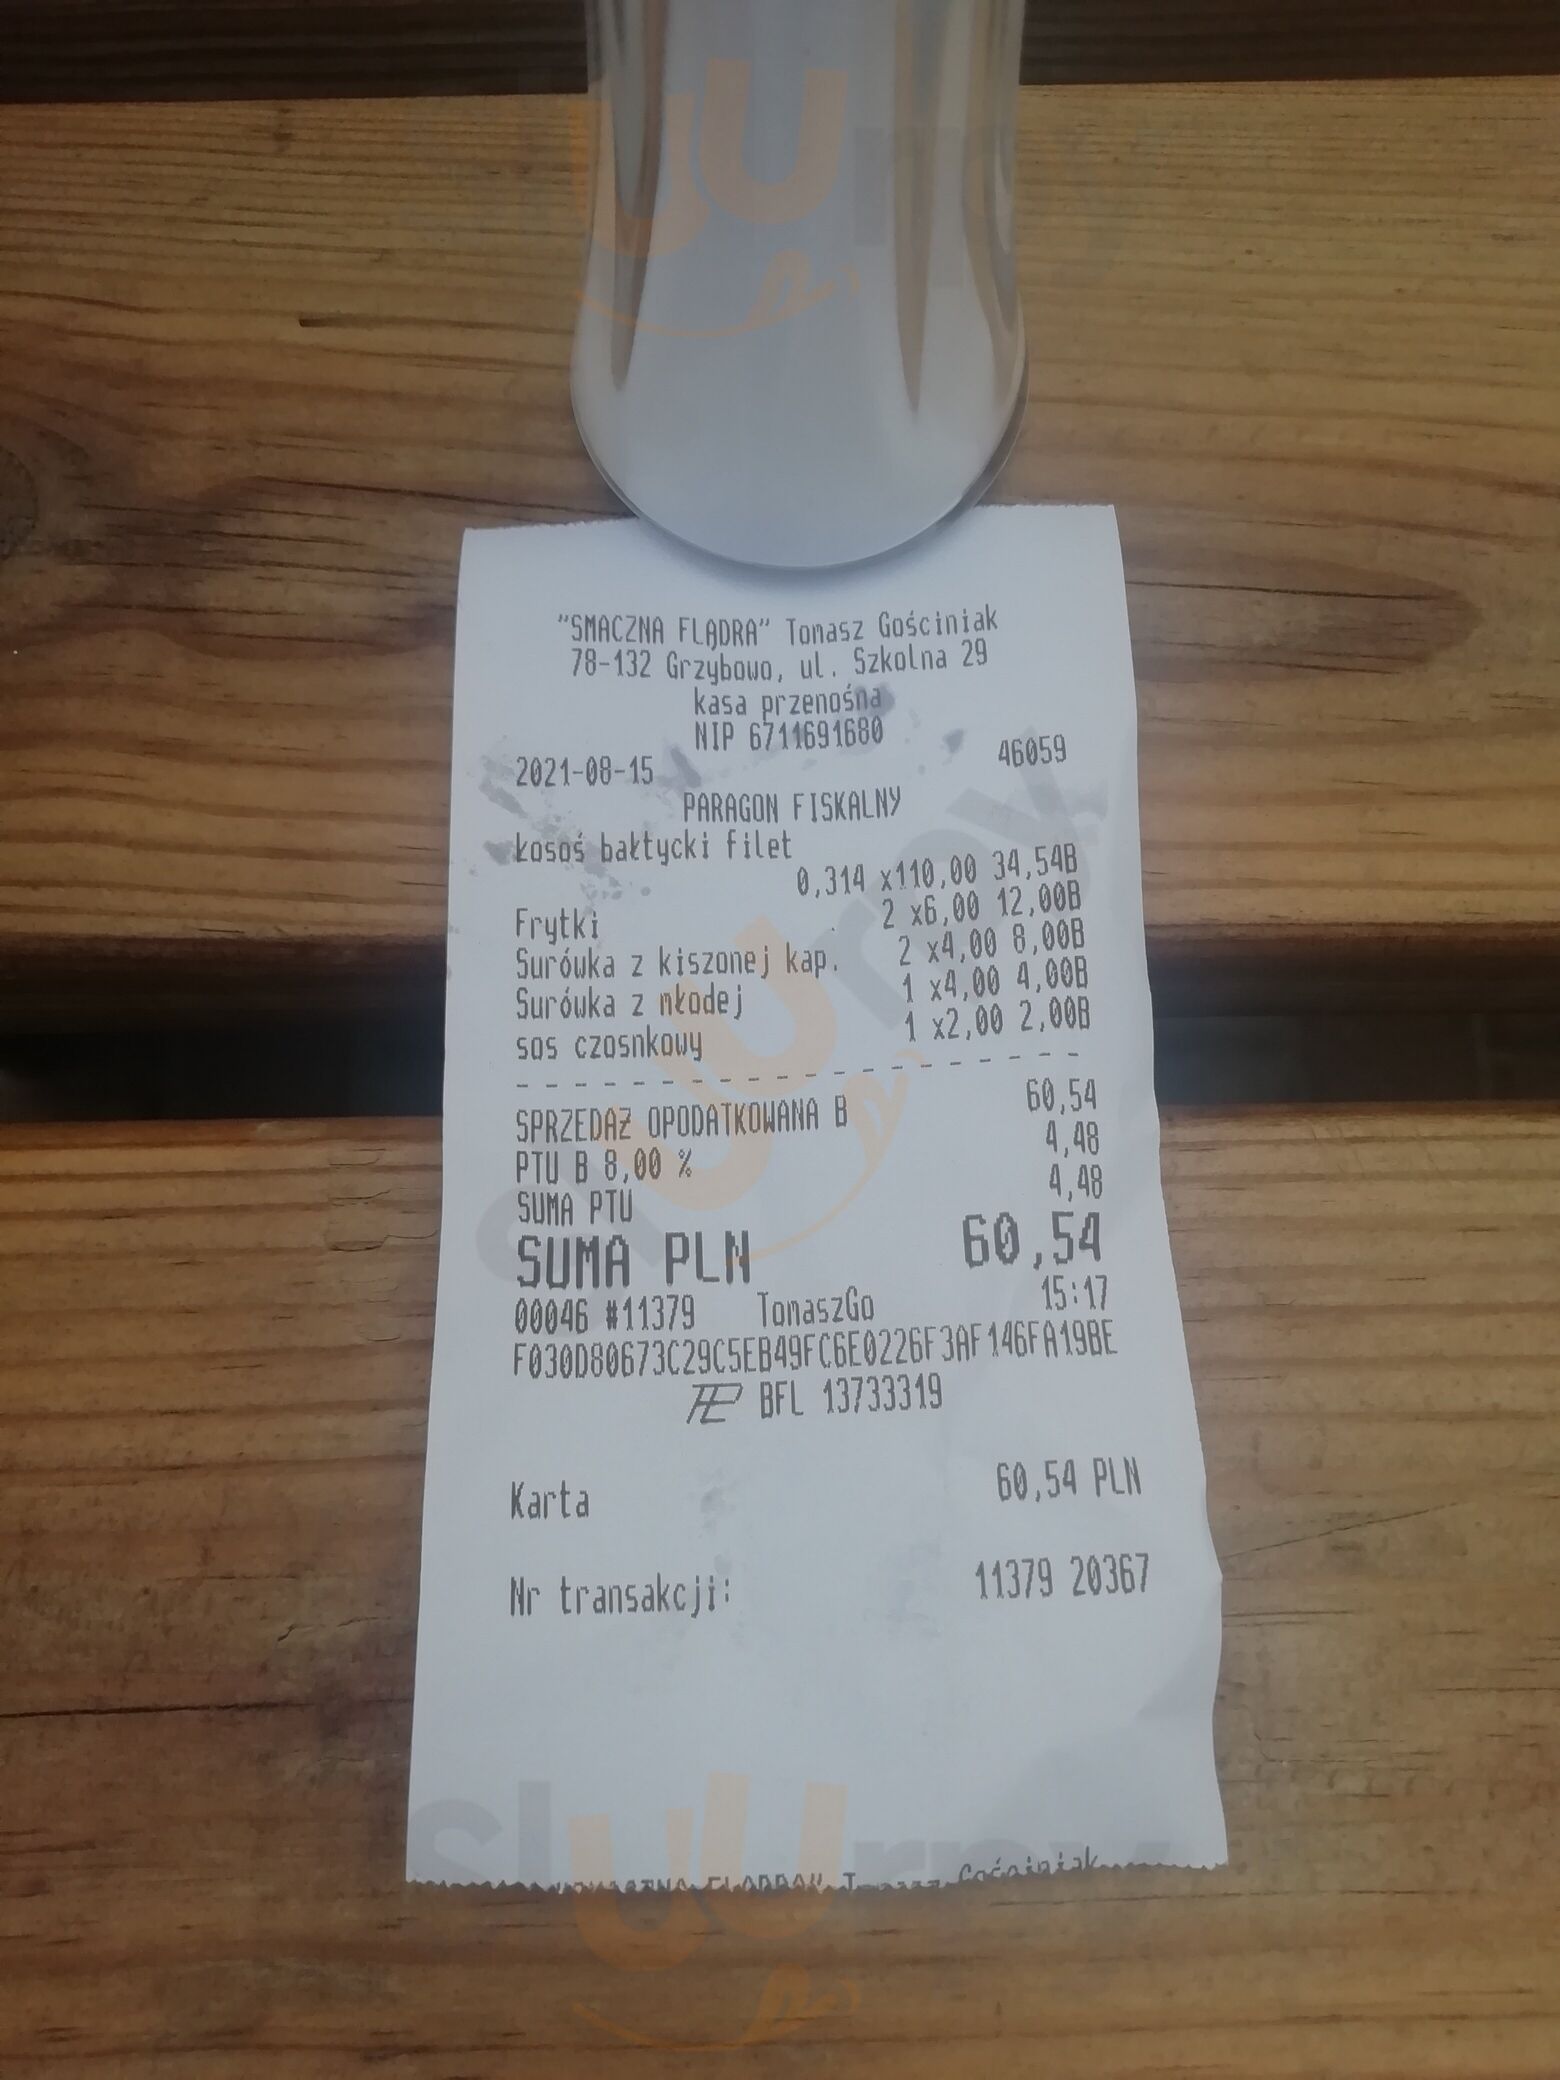 "SMACZNA FLĄDRA" Tomasz Gościniak
78-132 Grzybowo, ul. Szkolna 29
kasa przenośna
NIP 6711691680
2021-08-15 46059
PARAGON FISKALNY
Łosoś bałtycki filet
0,314 x110,00 34,54B
Frytki 2 x6,00 12,00B
Surówka z kiszonej kap. 2 x4,00 8,00B
Surówka z młodej 1 x4,00 4,00B
sos czosnkowy 1 x2,00 2,00B
SPRZEDAŻ OPODATKOWANA B 60,54
PTU B 8,00 % 4,48
SUMA PTU 4,48
SUMA PLN 60,54
00046 #11379 TomaszGo 15:17
F030D80673C29C5EB49FC6E0226F3AF146FA19BE
BFL 13733319
Karta 60,54 PLN
Nr transakcji: 11379 20367
sluurpy
sluurpy
Gościniak